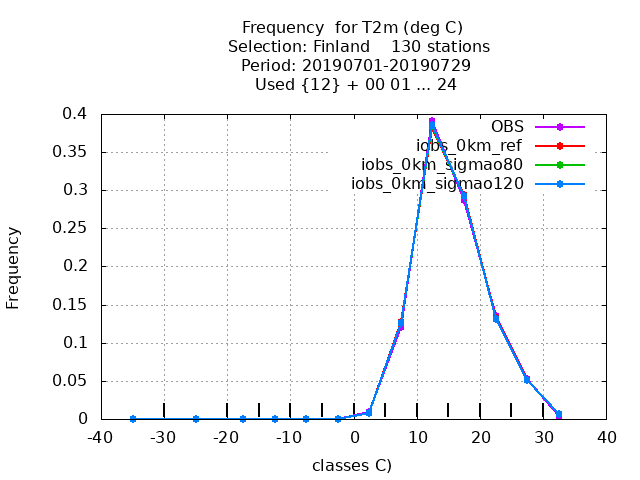 Frequency  for T2m (deg C)
Selection: Finland    130 stations
Period: 20190701-20190729
Used {12} + 00 01 ... 24
0.4
0.35
0.3
0.25
0.2
0.15
0.1
0.05
0
Frequency
OBS
iobs_0km_ref
iobs_0km_sigmao80
iobs_0km_sigmao120
-40 -30 -20 -10 0 10 20 30 40
classes C)